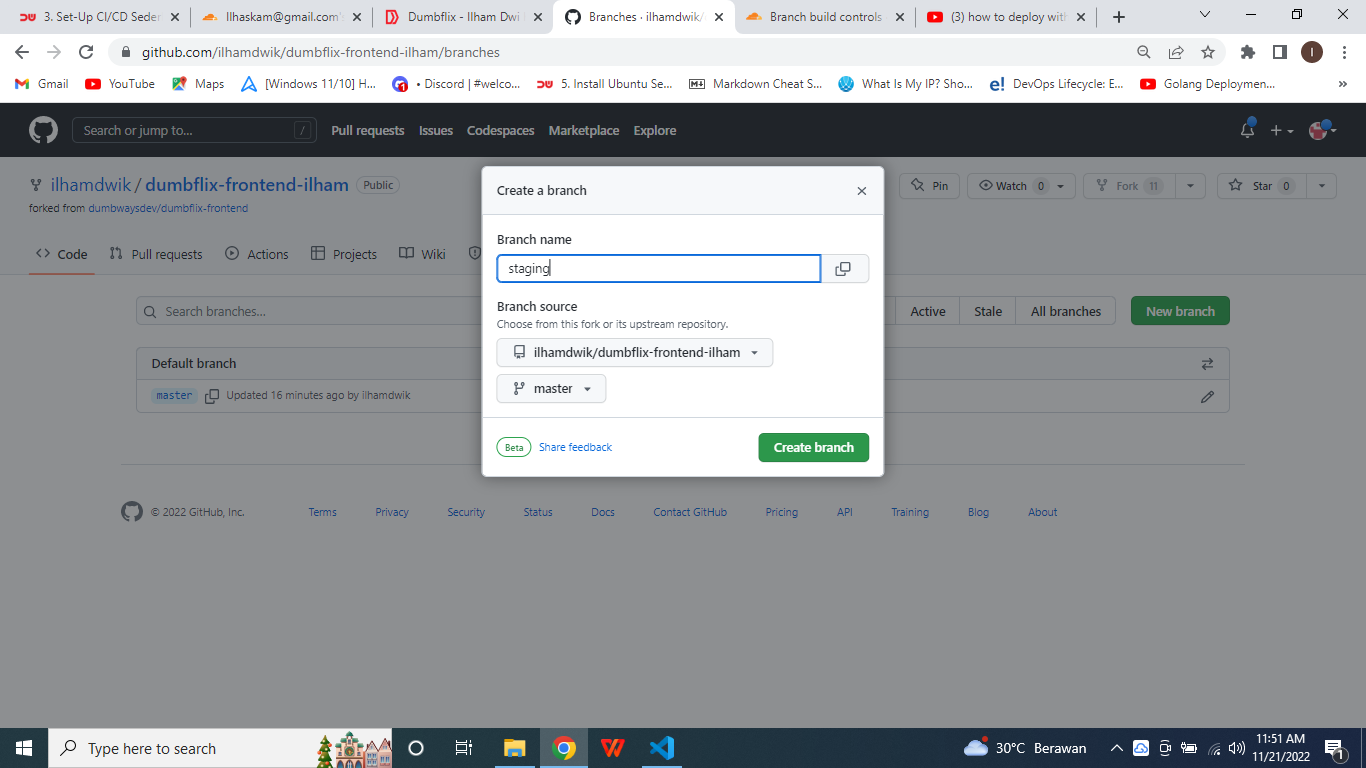 3. Set-Up CI/CD Seder
Ilhaskam@gmail.com'
Dumbflix - Ilham Dwi
Branches · ilhamdwik/
Branch build controls
(3) how to deploy with
github.com/ilhamdwik/dumbflix-frontend-ilham/branches
I
Gmail
YouTube
Maps
[Windows 11/10] H...
• Discord | #welco...
5. Install Ubuntu Se...
Markdown Cheat S...
What Is My IP? Sho...
DevOps Lifecycle: E...
Golang Deploymen...
»
Search or jump to...
/
Pull requests
Issues
Codespaces
Marketplace
Explore
ilhamdwik / dumbflix-frontend-ilham
Public
Pin
Watch 0
Fork 11
Star 0
forked from dumbwaysdev/dumbflix-frontend
Code
Pull requests
Actions
Projects
Wiki
Create a branch
Branch name
staging
Branch source
Choose from this fork or its upstream repository.
ilhamdwik/dumbflix-frontend-ilham
master
Beta
Share feedback
Create branch
Search branches...
Active
Stale
All branches
New branch
Default branch
master
Updated 16 minutes ago by ilhamdwik
© 2022 GitHub, Inc.
Terms
Privacy
Security
Status
Docs
Contact GitHub
Pricing
API
Training
Blog
About
Type here to search
30°C Berawan
11:51 AM
11/21/2022
1